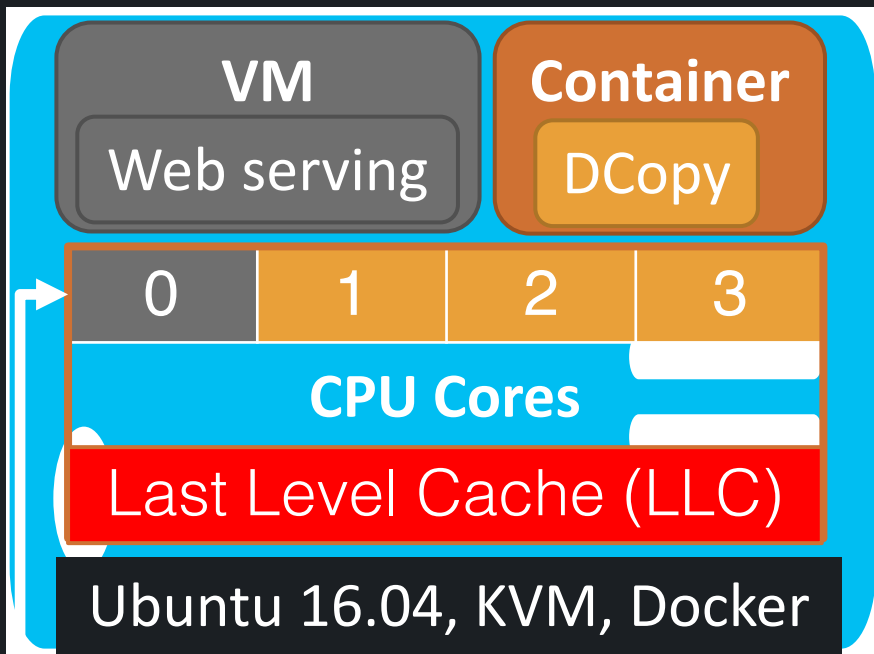 VM
Web serving
Container
DCopy
0 1 2 3
CPU Cores
Last Level Cache (LLC)
Ubuntu 16.04, KVM, Docker